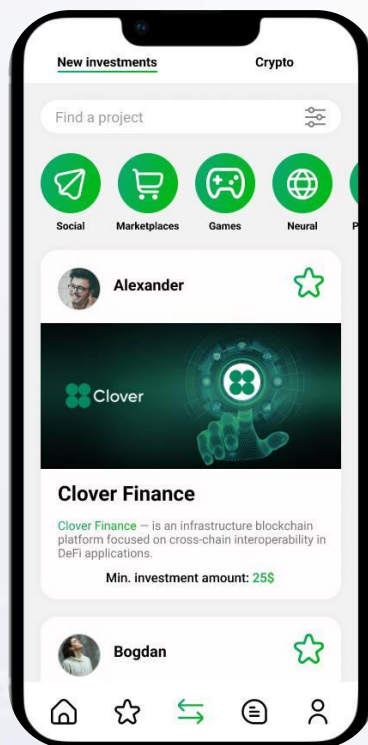 New investments Crypto
Find a project
Social Marketplaces Games Neural P
Alexander
Clover
Clover Finance
Clover Finance — is an infrastructure blockchain
platform focused on cross-chain interoperability in
DeFi applications.
Min. investment amount: 25$
Bogdan